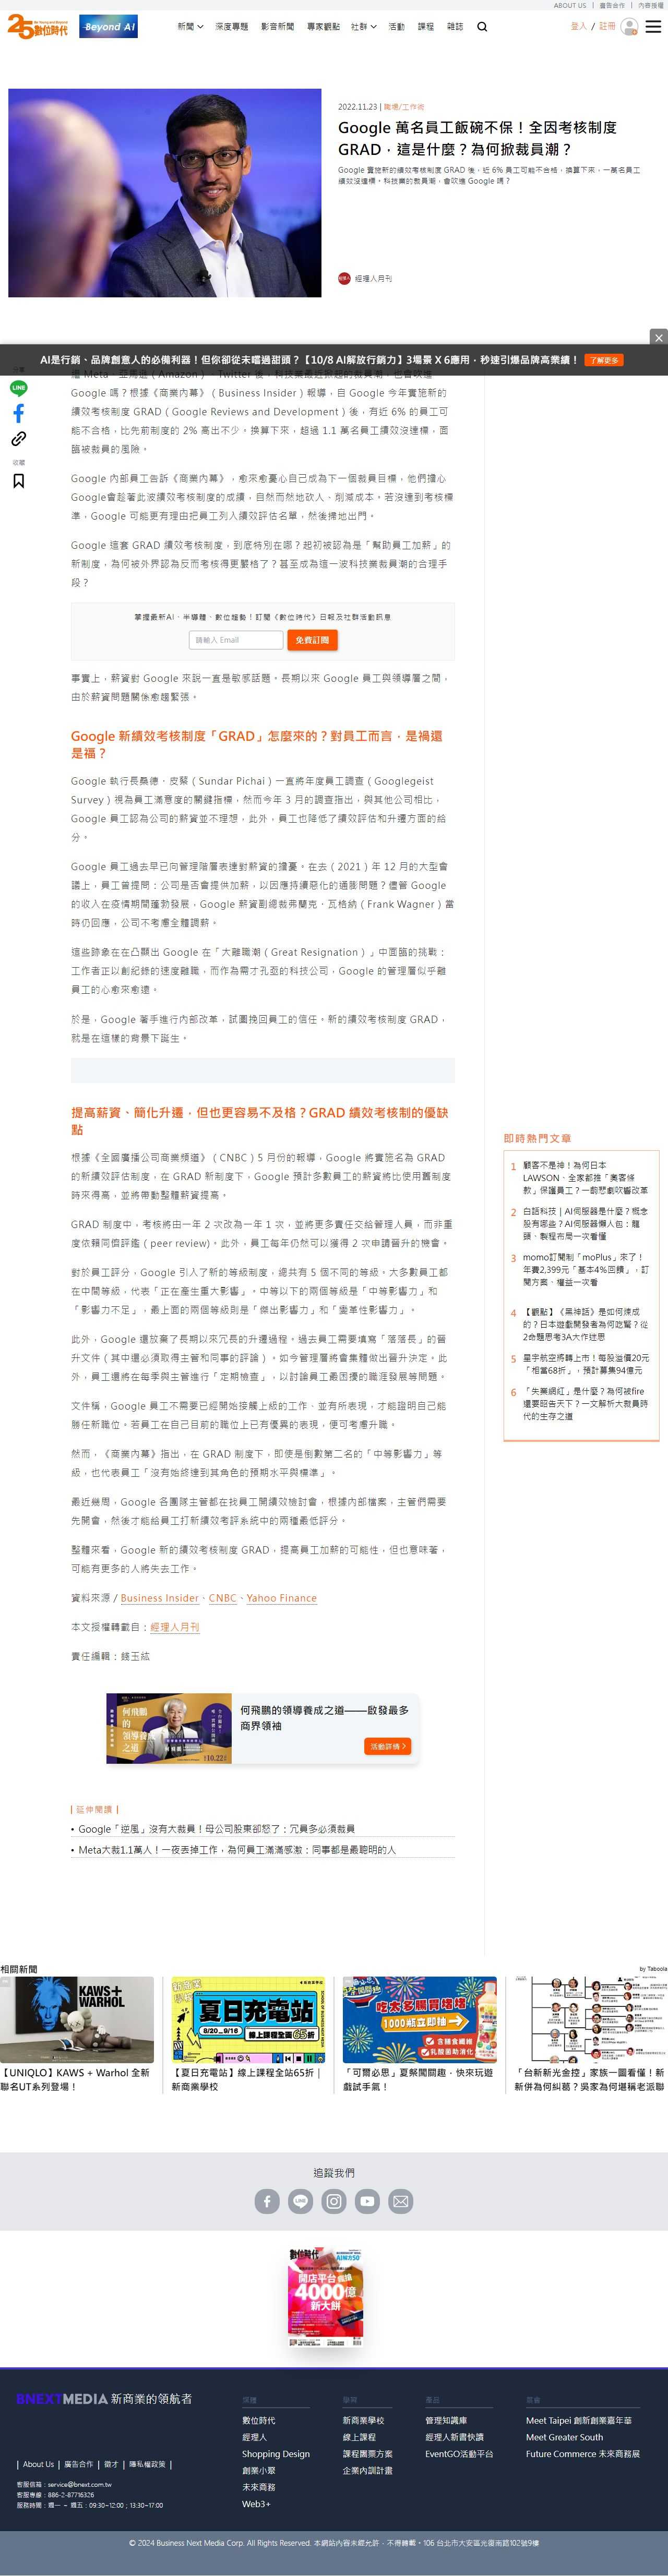 ABOUT US | 廣告合作 | 內容授權
25 數位時代
Beyond AI
新聞 深度專題 影音新聞 專家觀點 社群 活動 課程 雜誌
登入 / 註冊
2022.11.23 | 職場/工作術
Google 萬名員工飯碗不保！全因考核制度
GRAD，這是什麼？為何掀裁員潮？
Google 實施新的績效考核制度 GRAD 後，近 6% 員工可能不合格，換算下來，一萬名員工
績效沒達標。科技業的裁員潮，會吹進 Google 嗎？
經理人月刊
AI是行銷、品牌創意人的必備利器！但你卻從未嚐過甜頭？【10/8 AI解放行銷力】3場景 X 6應用，秒速引爆品牌高業績！ 了解更多
Google 嗎？根據《商業內幕》（Business Insider）報導，自 Google 今年實施新的
績效考核制度 GRAD（Google Reviews and Development）後，有近 6% 的員工可
能不合格，比先前制度的 2% 高出不少。換算下來，超過 1.1 萬名員工績效沒達標，面
臨被裁員的風險。
收藏
Google 內部員工告訴《商業內幕》，愈來愈憂心自己成為下一個裁員目標，他們擔心
Google會趁著此波績效考核制度的成績，自然而然地砍人、削減成本。若沒達到考核標
準，Google 可能更有理由把員工列入績效評估名單，然後掃地出門。
Google 這套 GRAD 績效考核制度，到底特別在哪？起初被認為是「幫助員工加薪」的
新制度，為何被外界認為反而考核得更嚴格了？甚至成為這一波科技業裁員潮的合理手
段？
掌握最新AI、半導體、數位趨勢！訂閱《數位時代》日報及社群活動訊息
請輸入 Email 免費訂閱
事實上，薪資對 Google 來說一直是敏感話題。長期以來 Google 員工與領導層之間，
由於薪資問題關係愈趨緊張。
Google 新績效考核制度「GRAD」怎麼來的？對員工而言，是禍還
是福？
Google 執行長桑德．皮蔡（Sundar Pichai）一直將年度員工調查（Googlegeist
Survey）視為員工滿意度的關鍵指標，然而今年 3 月的調查指出，與其他公司相比，
Google 員工認為公司的薪資並不理想，此外，員工也降低了績效評估和升遷方面的給
分。
Google 員工過去早已向管理階層表達對薪資的擔憂。在去（2021）年 12 月的大型會
議上，員工曾提問：公司是否會提供加薪，以因應持續惡化的通膨問題？儘管 Google
的收入在疫情期間蓬勃發展，Google 薪資副總裁弗蘭克．瓦格納（Frank Wagner）當
時仍回應，公司不考慮全體調薪。
這些跡象在在凸顯出 Google 在「大離職潮（Great Resignation）」中面臨的挑戰：
工作者正以創紀錄的速度離職，而作為需才孔亟的科技公司，Google 的管理層似乎離
員工的心愈來愈遠。
於是，Google 著手進行內部改革，試圖挽回員工的信任。新的績效考核制度 GRAD，
就是在這樣的背景下誕生。
提高薪資、簡化升遷，但也更容易不及格？GRAD 績效考核制的優缺
點
根據《全國廣播公司商業頻道》（CNBC）5 月份的報導，Google 將實施名為 GRAD
的新績效評估制度，在 GRAD 新制度下，Google 預計多數員工的薪資將比使用舊制度
時來得高，並將帶動整體薪資提高。
GRAD 制度中，考核將由一年 2 次改為一年 1 次，並將更多責任交給管理人員，而非重
度依賴同儕評鑑（peer review）。此外，員工每年仍然可以獲得 2 次申請晉升的機會。
對於員工評分，Google 引入了新的等級制度，總共有 5 個不同的等級。大多數員工都
在中間等級，代表「正在產生重大影響」。中等以下的兩個等級是「中等影響力」和
「影響力不足」，最上面的兩個等級則是「傑出影響力」和「變革性影響力」。
此外，Google 還放棄了長期以來冗長的升遷過程。過去員工需要填寫「落落長」的晉
升文件（其中還必須取得主管和同事的評論）。如今管理層將會集體做出晉升決定。此
外，員工還將在每季與主管進行「定期檢查」，以討論員工最困擾的職涯發展等問題。
文件稱，Google 員工不需要已經開始接觸上級的工作、並有所表現，才能證明自己能
勝任新職位。若員工在自己目前的職位上已有優異的表現，便可考慮升職。
然而，《商業內幕》指出，在 GRAD 制度下，即使是倒數第二名的「中等影響力」等
級，也代表員工「沒有始終達到其角色的預期水平與標準」。
最近幾周，Google 各團隊主管都在找員工開績效檢討會，根據內部檔案，主管們需要
先開會，然後才能給員工打新績效考評系統中的兩種最低評分。
整體來看，Google 新的績效考核制度 GRAD，提高員工加薪的可能性，但也意味著，
可能有更多的人將失去工作。
資料來源 / Business Insider、CNBC、Yahoo Finance
本文授權轉載自：經理人月刊
責任編輯：錢玉紘
何飛鵬
的
領導養成
之道
10.22
何飛鵬的領導養成之道——啟發最多
商界領袖
活動詳情
延伸閱讀
• Google「逆風」沒有大裁員！母公司股東卻怒了：冗員多必須裁員
• Meta大裁1.1萬人！一夜丟掉工作，為何員工滿滿感激：同事都是最聰明的人
即時熱門文章
1 顧客不是神！為何日本
LAWSON、全家都推「奧客條
款」保護員工？一齣悲劇吹響改革
2 白話科技｜AI伺服器是什麼？概念
股有哪些？AI伺服器懶人包：龍
頭、製程布局一次看懂
3 momo訂閱制「moPlus」來了！
年費2,399元「基本4%回饋」，訂
閱方案、權益一次看
4 【觀點】《黑神話》是如何煉成
的？日本遊戲開發者為何吃驚？從
2命題思考3A大作迷思
5 星宇航空將轉上市！每股溢價20元
「相當68折」，預計募集94億元
6 「失業網紅」是什麼？為何被fire
還要昭告天下？一文解析大裁員時
代的生存之道
相關新聞
by Taboola
KAWS+
WARHOL
夏日充電站
8/20_9/16 線上課程全面65折
吃太多關關堵堵
1000瓶立即抽
【UNIQLO】KAWS + Warhol 全新
聯名UT系列登場！
【夏日充電站】線上課程全站65折｜
新商業學校
「可爾必思」夏祭闖關趣，快來玩遊
戲試手氣！
「台新新光金控」家族一圖看懂！新
新併為何糾葛？吳家為何堪稱老派聯
追蹤我們
數位時代
開店平台
4000億
新大餅
BNEXTMEDIA 新商業的領航者
| About Us | 廣告合作 | 徵才 | 隱私權政策 |
客服信箱：service@bnext.com.tw
客服專線：886-2-87716326
服務時間：週一 ~ 週五：09:30~12:00；13:30~17:00
媒體
數位時代
經理人
Shopping Design
創業小聚
未來商務
Web3+
學習
新商業學校
線上課程
課程團票方案
企業內訓計畫
產品
管理知識庫
經理人新書快讀
EventGO活動平台
展會
Meet Taipei 創新創業嘉年華
Meet Greater South
Future Commerce 未來商務展
© 2024 Business Next Media Corp. All Rights Reserved. 本網站內容未經允許，不得轉載。106 台北市大安區光復南路102號9樓